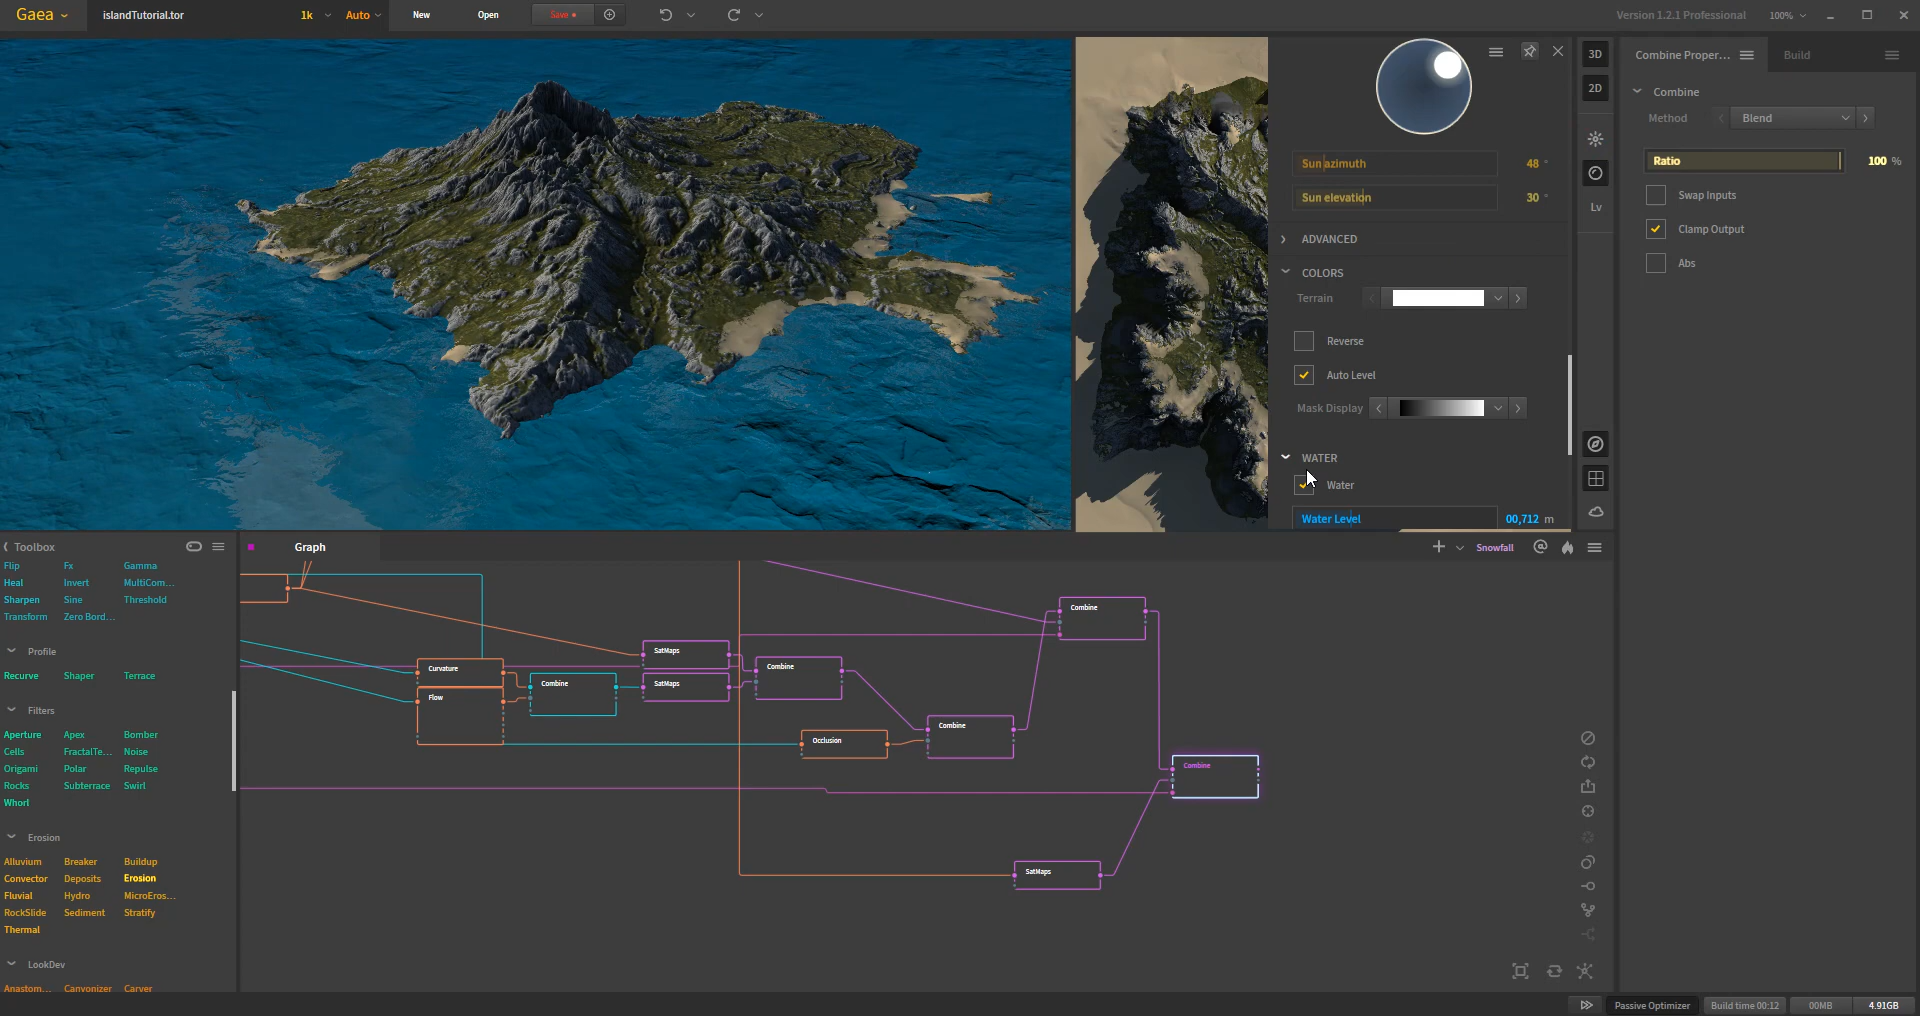 Gaea
islandTutorial.tor
1k
Auto
New
Open
Save
Version 1.2.1 Professional
100%
3D
2D
Lv
Combine Proper...
Build
Combine
Method
Blend
Ratio
100 %
Swap Inputs
Clamp Output
Abs
Sun azimuth
48 °
Sun elevation
30 °
ADVANCED
COLORS
Terrain
Reverse
Auto Level
Mask Display
WATER
Water
Water Level
00,712 m
Toolbox
Flip Fx Gamma
Heal Invert MultiCom...
Sharpen Sine Threshold
Transform Zero Bord...
Profile
Recurve Shaper Terrace
Filters
Aperture Apex Bomber
Cells FractalTe... Noise
Origami Polar Repulse
Rocks Subterrace Swirl
Whorl
Erosion
Alluvium Breaker Buildup
Convector Deposits Erosion
Fluvial Hydro MicroEros...
RockSlide Sediment Stratify
Thermal
LookDev
Anastom... Canyonizer Carver
Graph
Snowfall
Combine
SatMaps
Curvature
Combine
Combine
SatMaps
Flow
Combine
Occlusion
Combine
SatMaps
Passive Optimizer
Build time 00:12
00MB
4.91GB